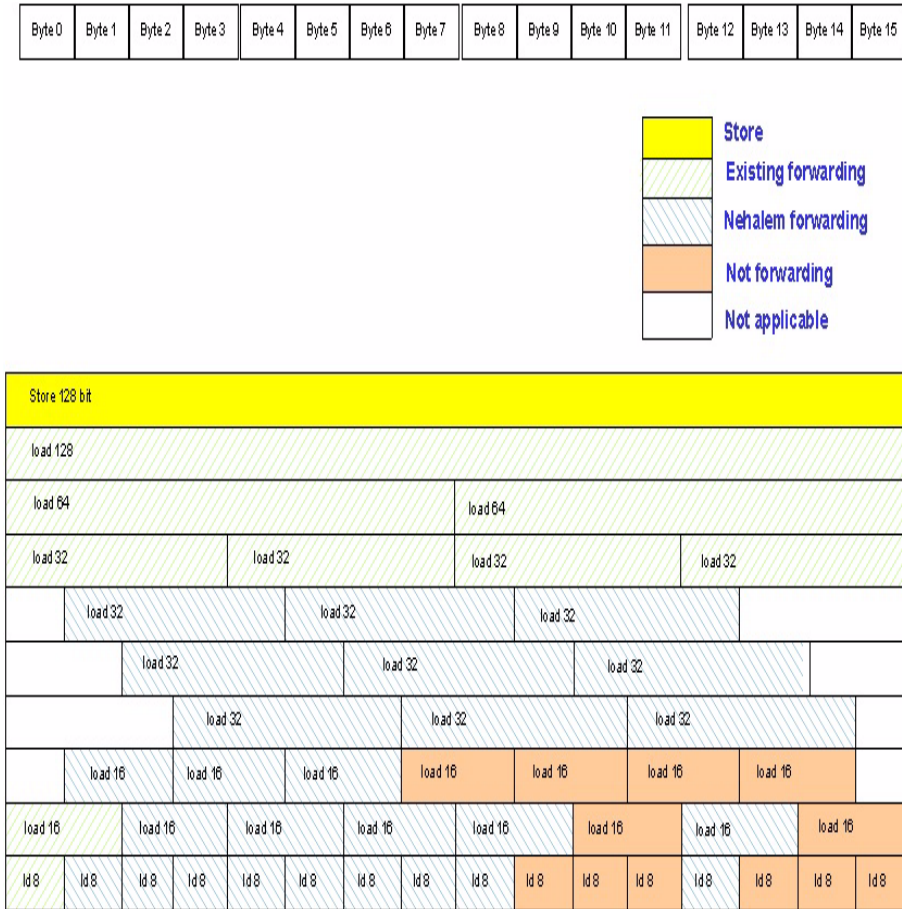 Byte 0 Byte 1 Byte 2 Byte 3 Byte 4 Byte 5 Byte 6 Byte 7 Byte 8 Byte 9 Byte 10 Byte 11 Byte 12 Byte 13 Byte 14 Byte 15
Store
Existing forwarding
Nehalem forwarding
Not forwarding
Not applicable
Store 128 bit
load 128
load 64 load 64
load 32 load 32 load 32 load 32
load 32 load 32 load 32
load 32 load 32 load 32
load 32 load 32 load 32
load 16 load 16 load 16 load 16 load 16 load 16 load 16
load 16 load 16 load 16 load 16 load 16 load 16 load 16 load 16
ld 8 ld 8 ld 8 ld 8 ld 8 ld 8 ld 8 ld 8 ld 8 ld 8 ld 8 ld 8 ld 8 ld 8 ld 8 ld 8